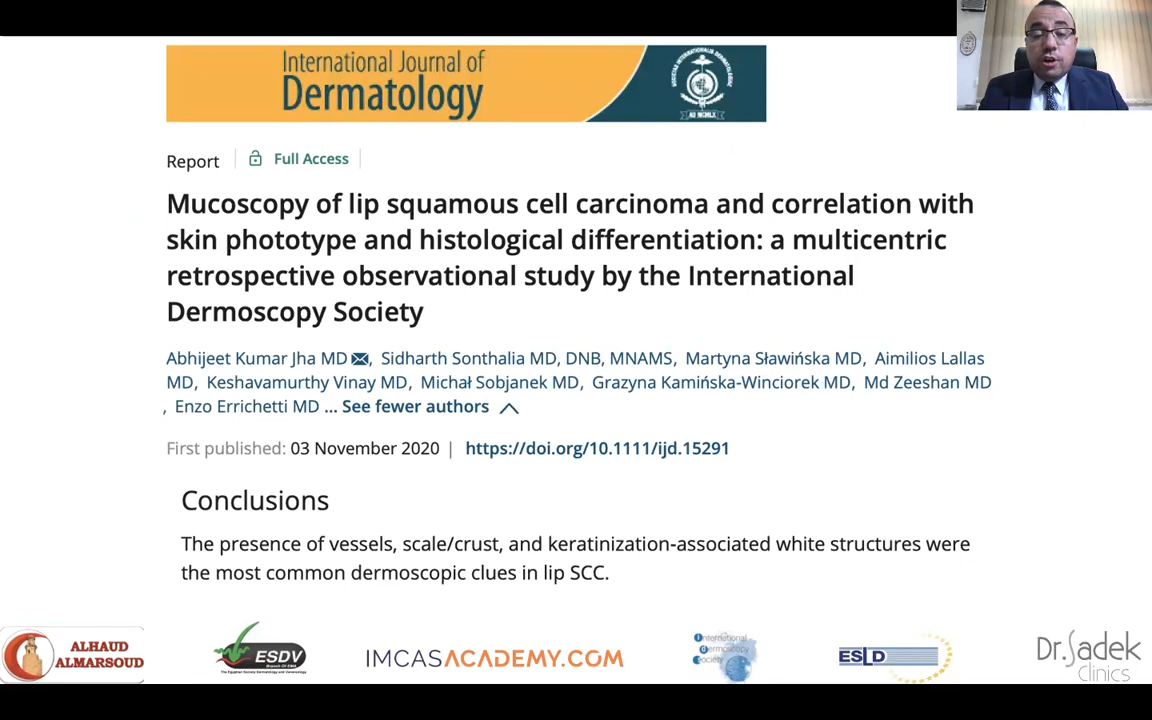 International Journal of
Dermatology
Report
Full Access
Mucoscopy of lip squamous cell carcinoma and correlation with
skin phototype and histological differentiation: a multicentric
retrospective observational study by the International
Dermoscopy Society
Abhijeet Kumar Jha MD, Sidharth Sonthalia MD, DNB, MNAMS, Martyna Sławińska MD, Aimilios Lallas
MD, Keshavamurthy Vinay MD, Michał Sobjanek MD, Grazyna Kamińska-Winciorek MD, Md Zeeshan MD
, Enzo Errichetti MD ... See fewer authors
First published: 03 November 2020 | https://doi.org/10.1111/ijd.15291
Conclusions
The presence of vessels, scale/crust, and keratinization-associated white structures were
the most common dermoscopic clues in lip SCC.
ALHAUD
ALMARSOUD
ESDV
IMCASACADEMY.COM
international
dermoscopy
society
ESLD
Dr.Sadek
Clinics